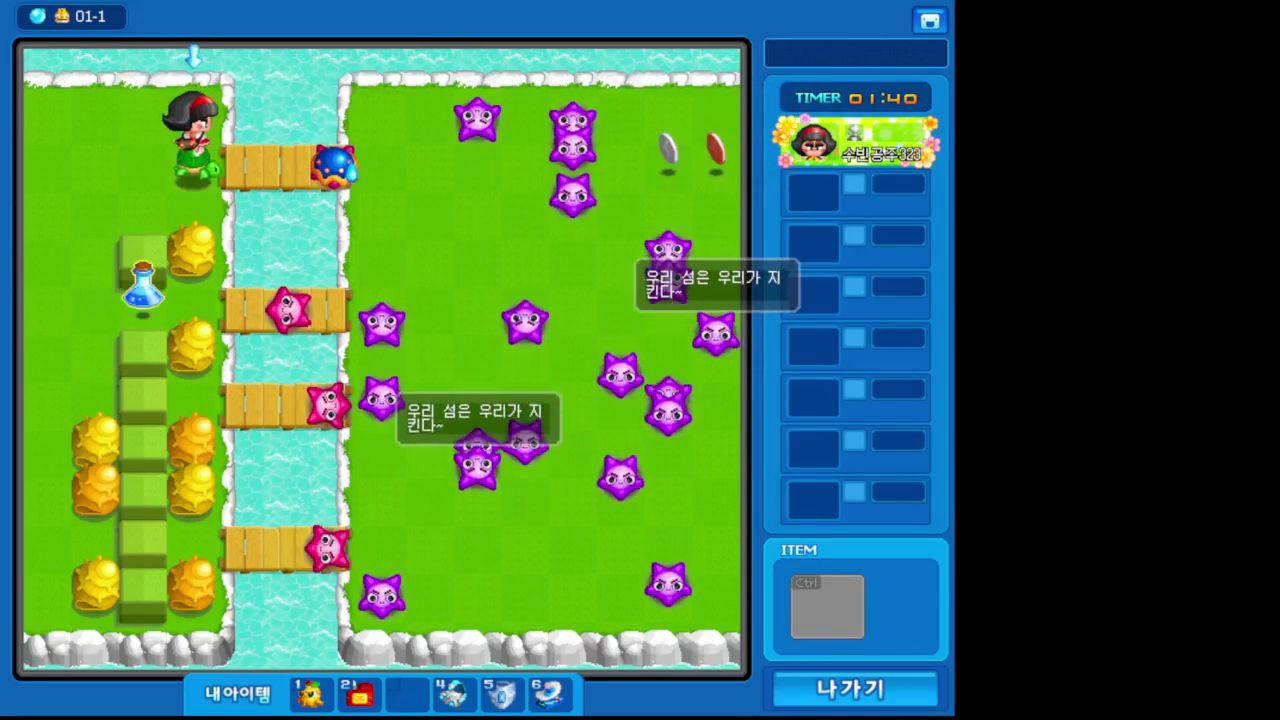 01-1
TIMER 01:40
수빈공주323
우리 섬은 우리가 지
킨다~
우리 섬은 우리가 지
킨다~
ITEM
Ctrl
내아이템 1 2 4 5 6
나가기